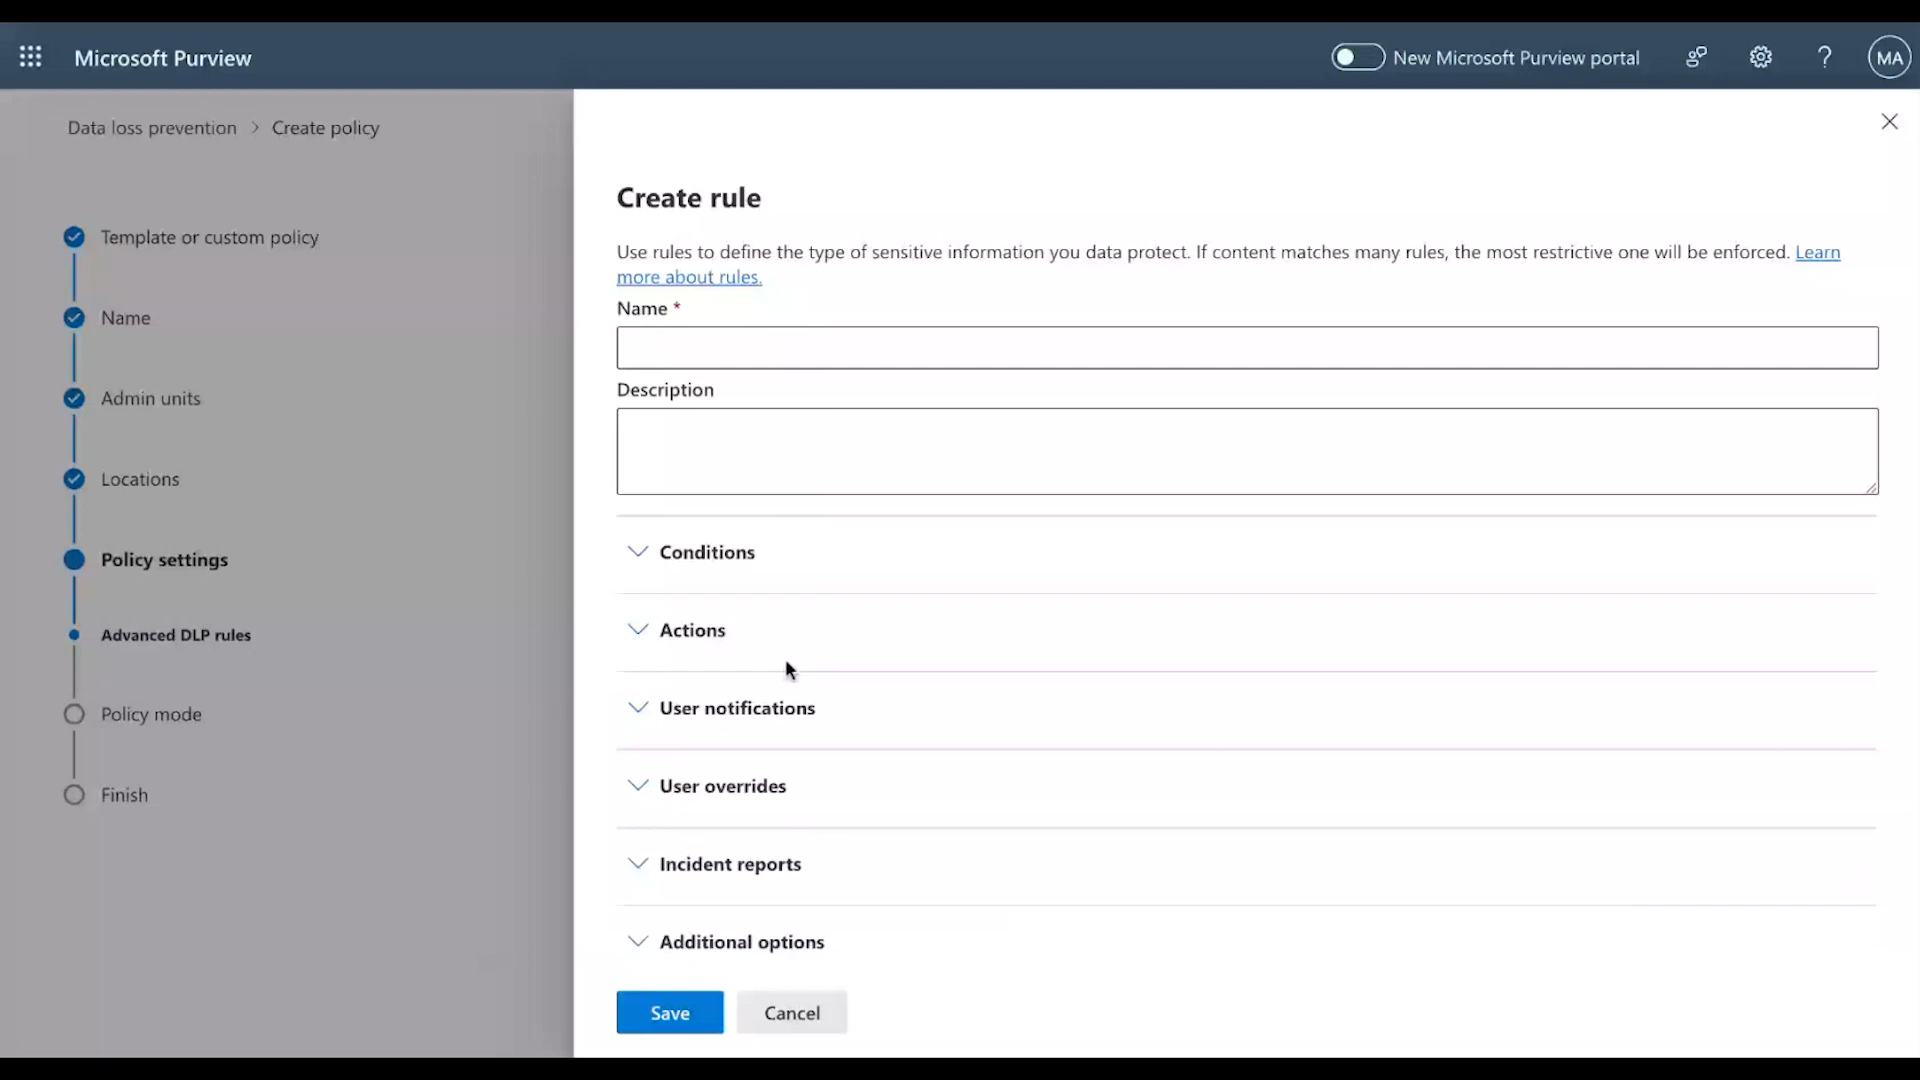 Microsoft Purview
New Microsoft Purview portal
?
MA
Data loss prevention > Create policy
Template or custom policy
Name
Admin units
Locations
Policy settings
Advanced DLP rules
Policy mode
Finish
Create rule
Use rules to define the type of sensitive information you data protect. If content matches many rules, the most restrictive one will be enforced. Learn
more about rules.
Name *
Description
Conditions
Actions
User notifications
User overrides
Incident reports
Additional options
Save
Cancel